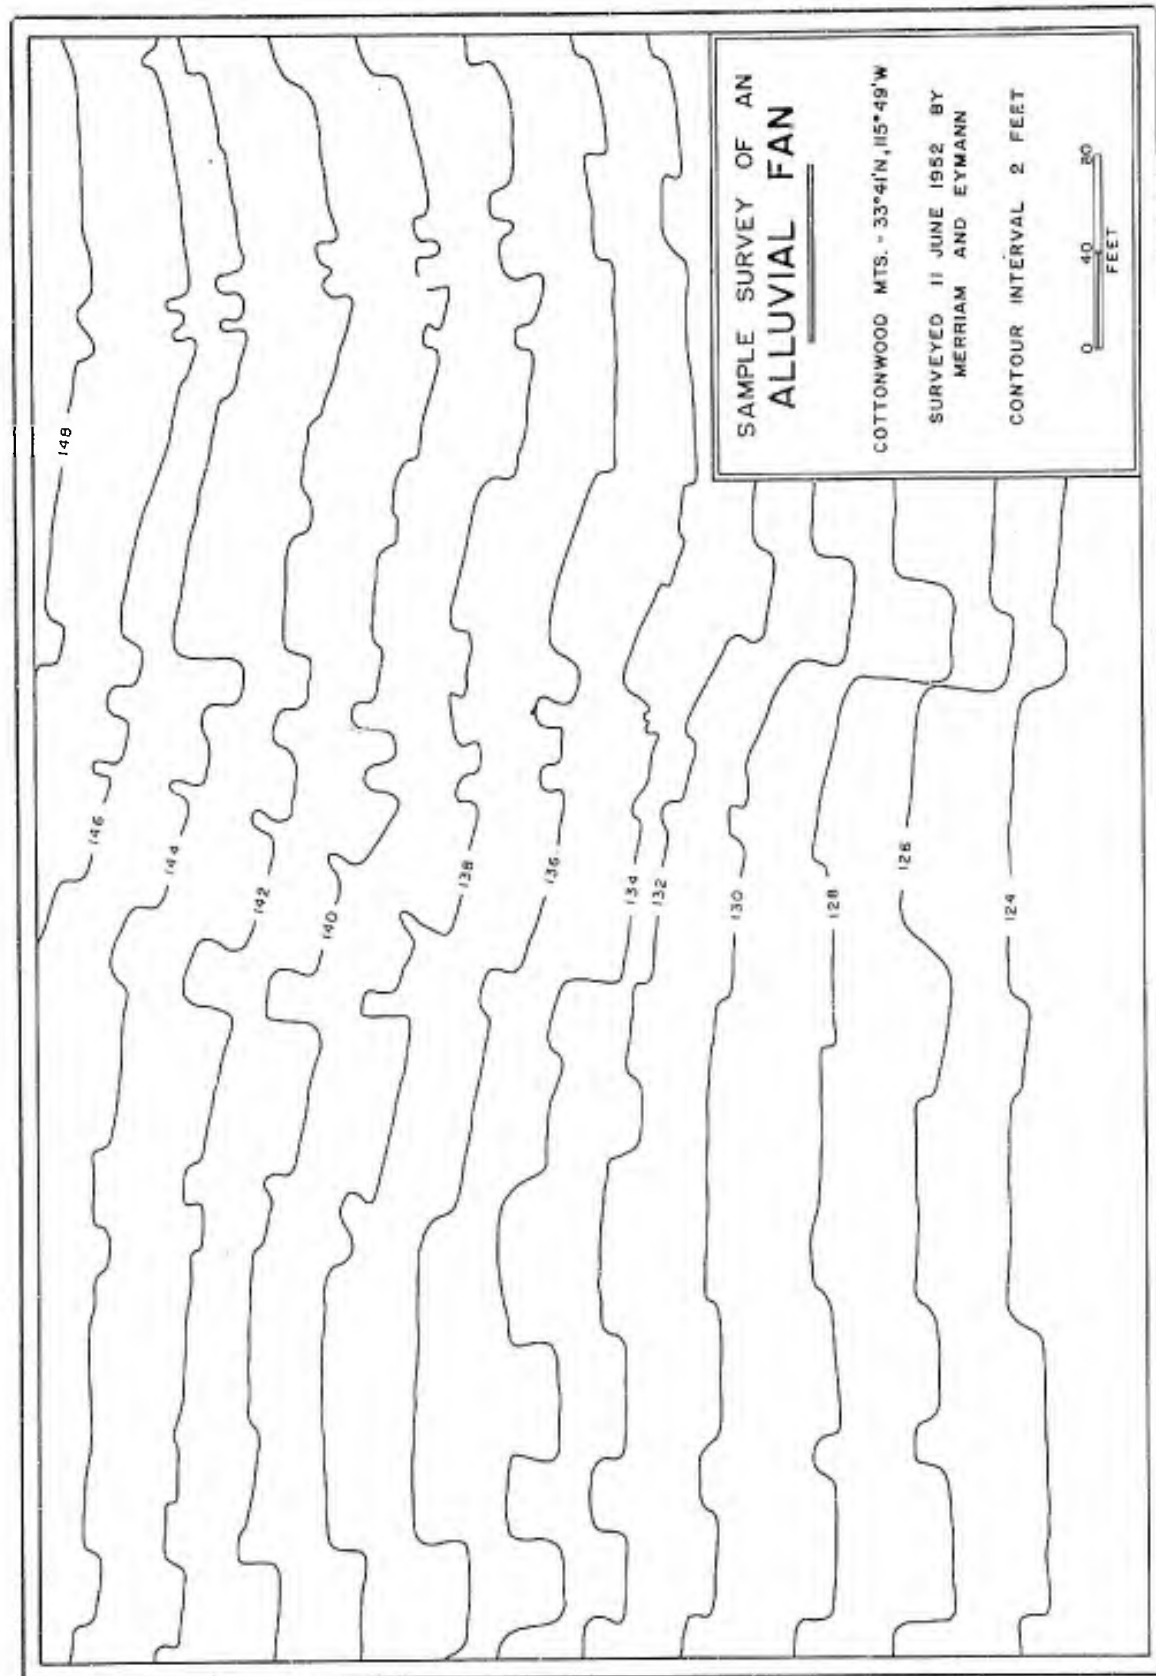 SAMPLE SURVEY OF AN
ALLUVIAL FAN
COTTONWOOD MTS. - 33°41'N, 115°49'W
SURVEYED 11 JUNE 1952 BY
MERRIAM AND EYMANN
CONTOUR INTERVAL 2 FEET
0 40 80
FEET
148
146
144
142
140
138
136
134
132
130
128
126
124